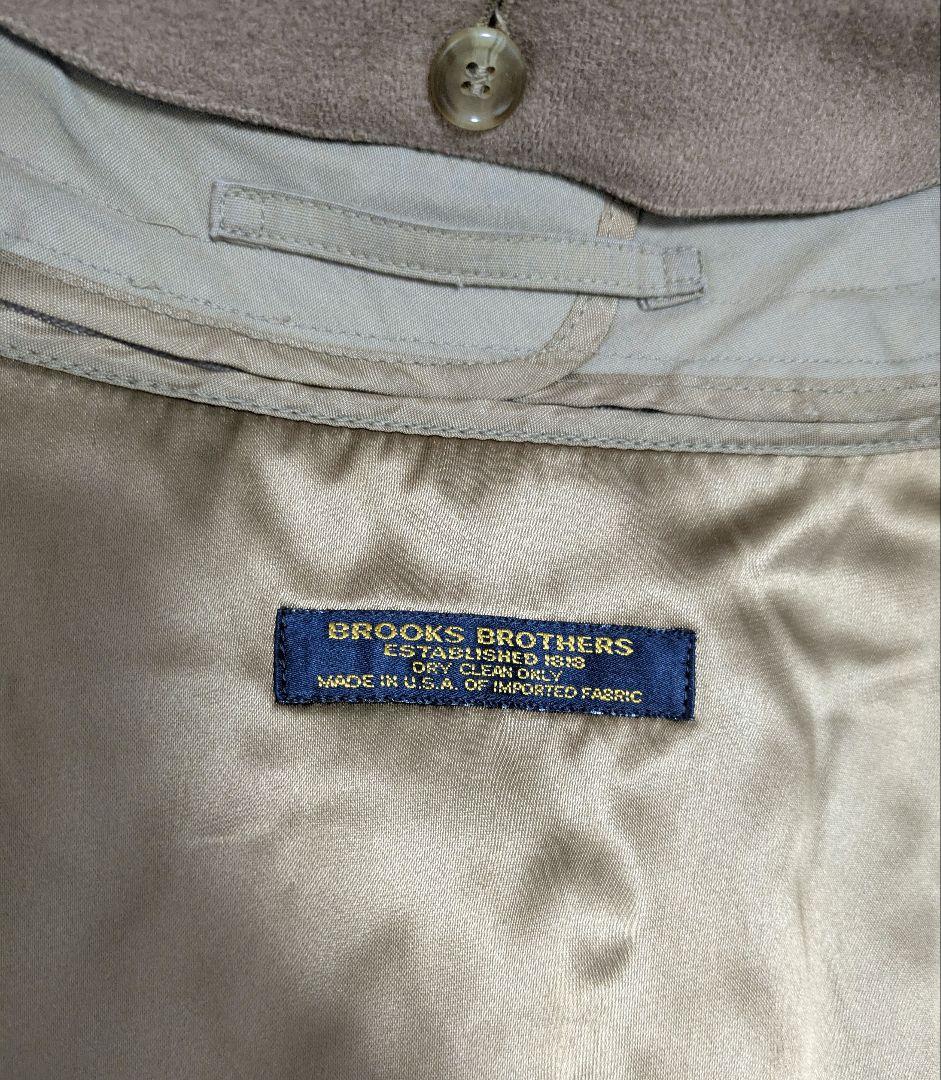 BROOKS BROTHERS
ESTABLISHED 1818
DRY CLEAN ONLY
MADE IN U.S.A. OF IMPORTED FABRIC